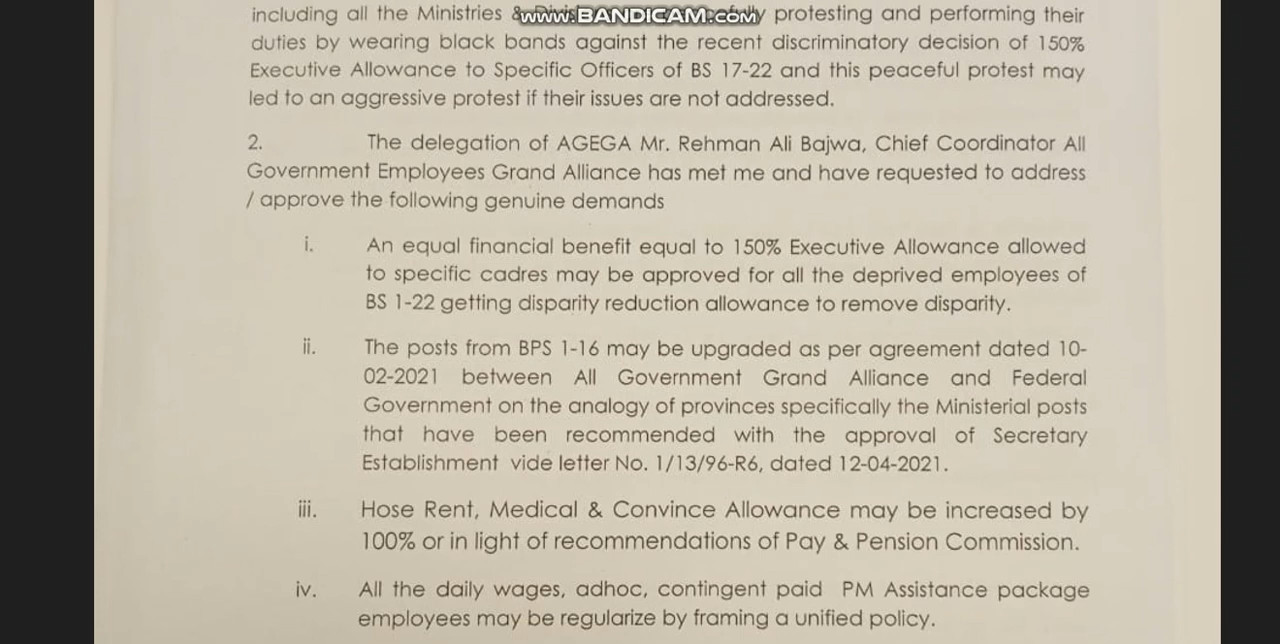 including all the Ministries &
www.BANDICAM.com
protesting and performing their
duties by wearing black bands against the recent discriminatory decision of 150%
Executive Allowance to Specific Officers of BS 17-22 and this peaceful protest may
led to an aggressive protest if their issues are not addressed.
2. The delegation of AGEGA Mr. Rehman Ali Bajwa, Chief Coordinator All
Government Employees Grand Alliance has met me and have requested to address
/ approve the following genuine demands
i. An equal financial benefit equal to 150% Executive Allowance allowed
to specific cadres may be approved for all the deprived employees of
BS 1-22 getting disparity reduction allowance to remove disparity.
ii. The posts from BPS 1-16 may be upgraded as per agreement dated 10-
02-2021 between All Government Grand Alliance and Federal
Government on the analogy of provinces specifically the Ministerial posts
that have been recommended with the approval of Secretary
Establishment vide letter No. 1/13/96-R6, dated 12-04-2021.
iii. Hose Rent, Medical & Convince Allowance may be increased by
100% or in light of recommendations of Pay & Pension Commission.
iv. All the daily wages, adhoc, contingent paid PM Assistance package
employees may be regularize by framing a unified policy.